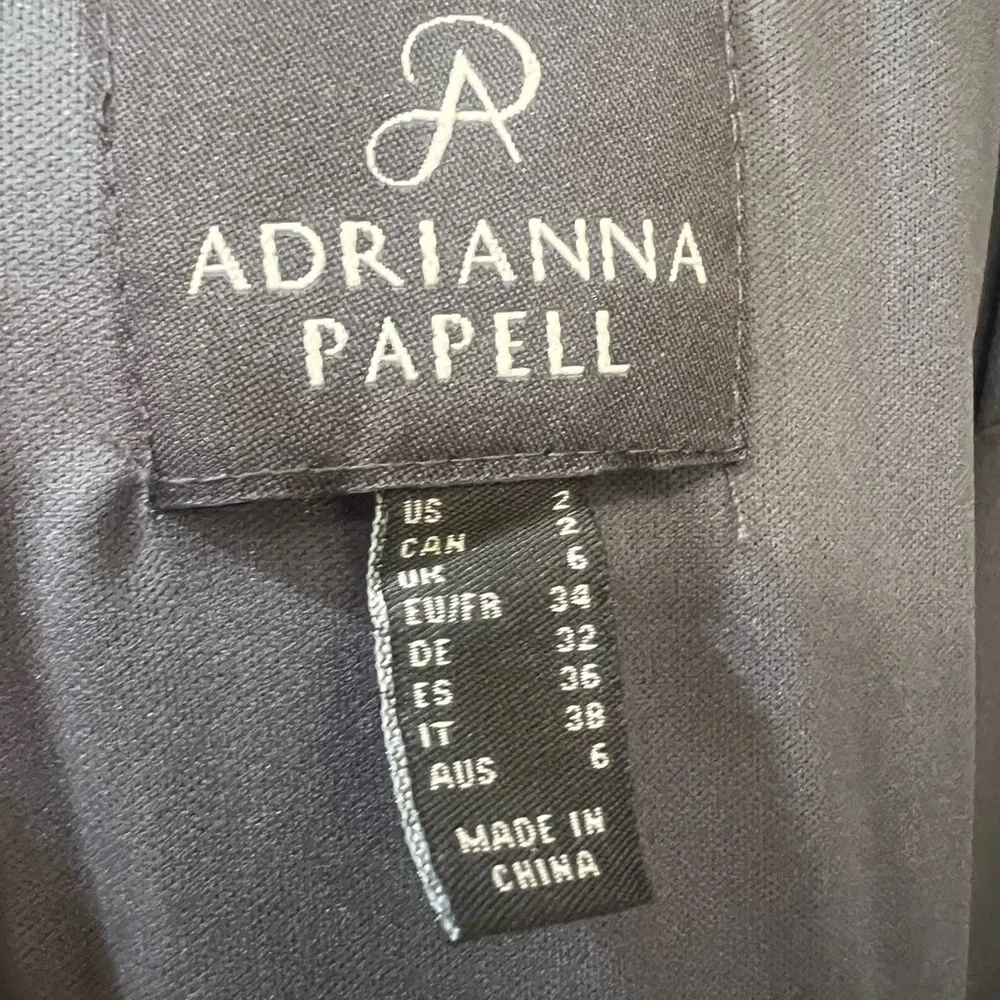 AP
ADRIANNA
PAPELL
US 2
CAN 2
UK 6
EU/FR 34
DE 32
ES 36
IT 38
AUS 6
MADE IN
CHINA